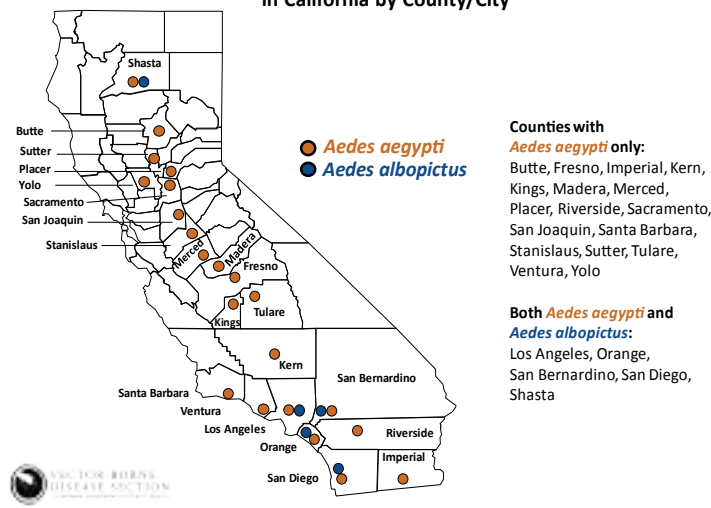 in California by County/City
Shasta
Butte
Sutter
Placer
Yolo
Sacramento
San Joaquin
Stanislaus
Merced
Madera
Fresno
Kings
Tulare
Kern
San Bernardino
Santa Barbara
Ventura
Los Angeles
Orange
Riverside
Imperial
San Diego
Aedes aegypti
Aedes albopictus
Counties with
Aedes aegypti only:
Butte, Fresno, Imperial, Kern,
Kings, Madera, Merced,
Placer, Riverside, Sacramento,
San Joaquin, Santa Barbara,
Stanislaus, Sutter, Tulare,
Ventura, Yolo
Both Aedes aegypti and
Aedes albopictus:
Los Angeles, Orange,
San Bernardino, San Diego,
Shasta
VECTOR-BORNE
DISEASE SECTION